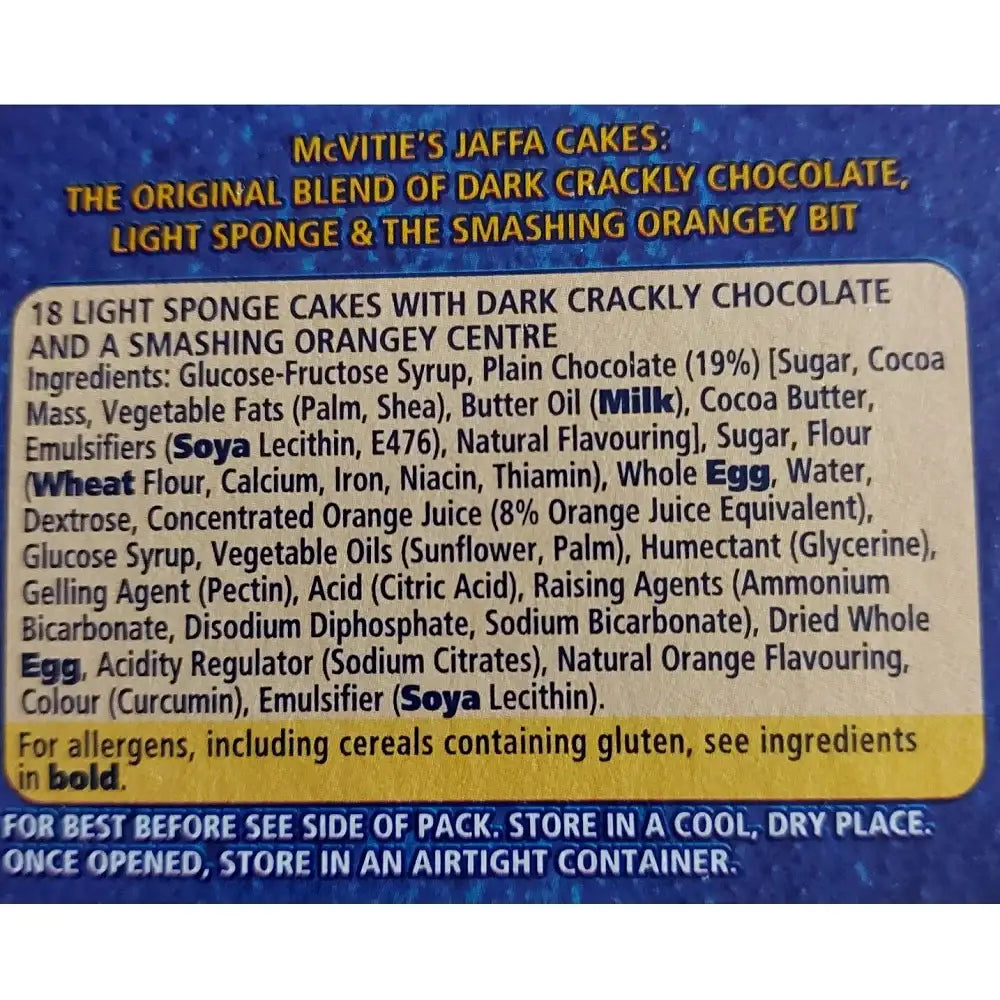 McVITIE'S JAFFA CAKES:
THE ORIGINAL BLEND OF DARK CRACKLY CHOCOLATE,
LIGHT SPONGE & THE SMASHING ORANGEY BIT
18 LIGHT SPONGE CAKES WITH DARK CRACKLY CHOCOLATE
AND A SMASHING ORANGEY CENTRE
Ingredients: Glucose-Fructose Syrup, Plain Chocolate (19%) [Sugar, Cocoa
Mass, Vegetable Fats (Palm, Shea), Butter Oil (Milk), Cocoa Butter,
Emulsifiers (Soya Lecithin, E476), Natural Flavouring], Sugar, Flour
(Wheat Flour, Calcium, Iron, Niacin, Thiamin), Whole Egg, Water,
Dextrose, Concentrated Orange Juice (8% Orange Juice Equivalent),
Glucose Syrup, Vegetable Oils (Sunflower, Palm), Humectant (Glycerine),
Gelling Agent (Pectin), Acid (Citric Acid), Raising Agents (Ammonium
Bicarbonate, Disodium Diphosphate, Sodium Bicarbonate), Dried Whole
Egg, Acidity Regulator (Sodium Citrates), Natural Orange Flavouring,
Colour (Curcumin), Emulsifier (Soya Lecithin).
For allergens, including cereals containing gluten, see ingredients
in bold.
FOR BEST BEFORE SEE SIDE OF PACK. STORE IN A COOL, DRY PLACE.
ONCE OPENED, STORE IN AN AIRTIGHT CONTAINER.